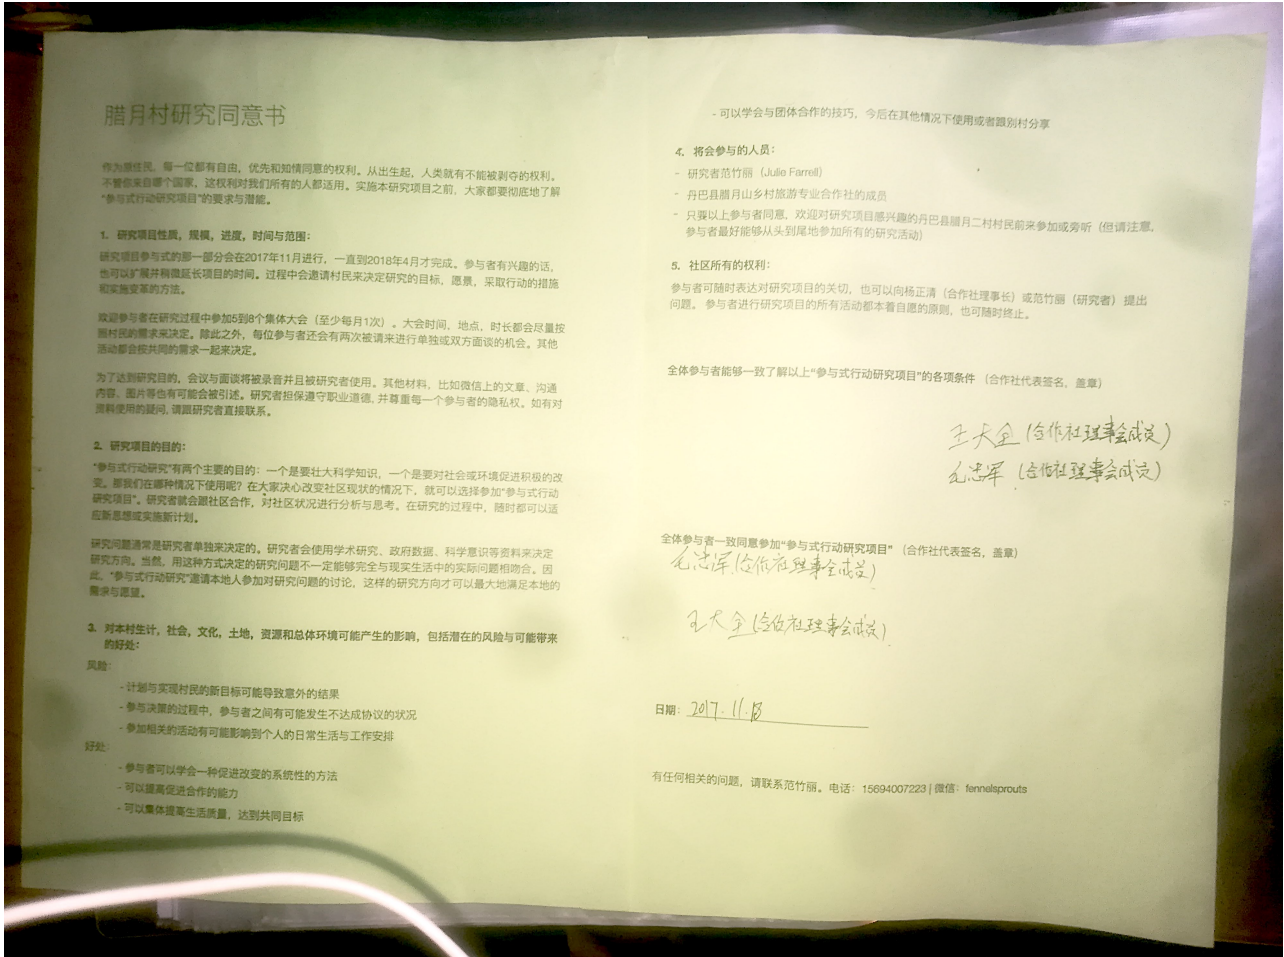 腊月村研究同意书
作为原住民，每一位都有自由，优先和知情同意的权利。从出生起，人类就有不能被剥夺的权利。
不管你来自哪个国家，这权利对我们所有的人都适用。实施本研究项目之前，大家都要彻底地了解
“参与式行动研究项目”的要求与潜能。
1. 研究项目性质，规模，进度，时间与范围：
研究项目参与式的那一部分会在2017年11月进行，一直到2018年4月才完成。参与者有兴趣的话，
也可以扩展并稍微延长项目的时间。过程中会邀请村民来决定研究的目标，愿景，采取行动的措施
和实施变革的方法。
欢迎参与者在研究过程中参加5到8个集体大会（至少每月1次）。大会时间，地点，时长都会尽量按
照村民的需求来决定。除此之外，每位参与者还会有两次被请来进行单独或双方面谈的机会。其他
活动都会按共同的需求一起来决定。
为了达到研究目的，会议与面谈将被录音并且被研究者使用。其他材料，比如微信上的文章、沟通
内容、图片等也有可能会被引述。研究者担保遵守职业道德，并尊重每一个参与者的隐私权。如有对
资料使用的疑问，请跟研究者直接联系。
2. 研究项目的目的：
“参与式行动研究”有两个主要的目的：一个是要壮大科学知识，一个是要对社会或环境促进积极的改
变。那我们在哪种情况下使用呢？在大家决心改变社区现状的情况下，就可以选择参加“参与式行动
研究项目”。研究者就会跟社区合作，对社区状况进行分析与思考。在研究的过程中，随时都可以适
应新思想或实施新计划。
研究问题通常是研究者单独来决定的。研究者会使用学术研究、政府数据、科学意识等资料来决定
研究方向。当然，用这种方式决定的研究问题不一定能够完全与现实生活中的实际问题相吻合。因
此，“参与式行动研究”邀请本地人参加对研究问题的讨论，这样的研究方向才可以最大地满足本地的
需求与愿望。
3. 对本村生计，社会，文化，土地，资源和总体环境可能产生的影响，包括潜在的风险与可能带来
的好处：
风险：
- 计划与实现村民的新目标可能导致意外的结果
- 参与决策的过程中，参与者之间有可能发生不达成协议的状况
- 参加相关的活动有可能影响到个人的日常生活与工作安排
好处：
- 参与者可以学会一种促进改变的系统性的方法
- 可以提高促进合作的能力
- 可以集体提高生活质量，达到共同目标
- 可以学会与团体合作的技巧，今后在其他情况下使用或者跟别村分享
4. 将会参与的人员：
- 研究者范竹丽（Julie Farrell）
- 丹巴县腊月山乡村旅游专业合作社的成员
- 只要以上参与者同意，欢迎对研究项目感兴趣的丹巴县腊月二村村民前来参加或旁听（但请注意，
参与者最好能够从头到尾地参加所有的研究活动）
5. 社区所有的权利：
参与者可随时表达对研究项目的关切，也可以向杨正清（合作社理事长）或范竹丽（研究者）提出
问题。 参与者进行研究项目的所有活动都本着自愿的原则，也可随时终止。
全体参与者能够一致了解以上“参与式行动研究项目”的各项条件 （合作社代表签名，盖章）
王大全（合作社理事会成员）
毛志军 （合作社理事会成员）
全体参与者一致同意参加“参与式行动研究项目” （合作社代表签名，盖章）
毛志军（合作社理事会成员）
王大全（合作社理事会成员）
日期：2017.11.18
有任何相关的问题，请联系范竹丽。电话：15694007223 | 微信：fennelsprouts